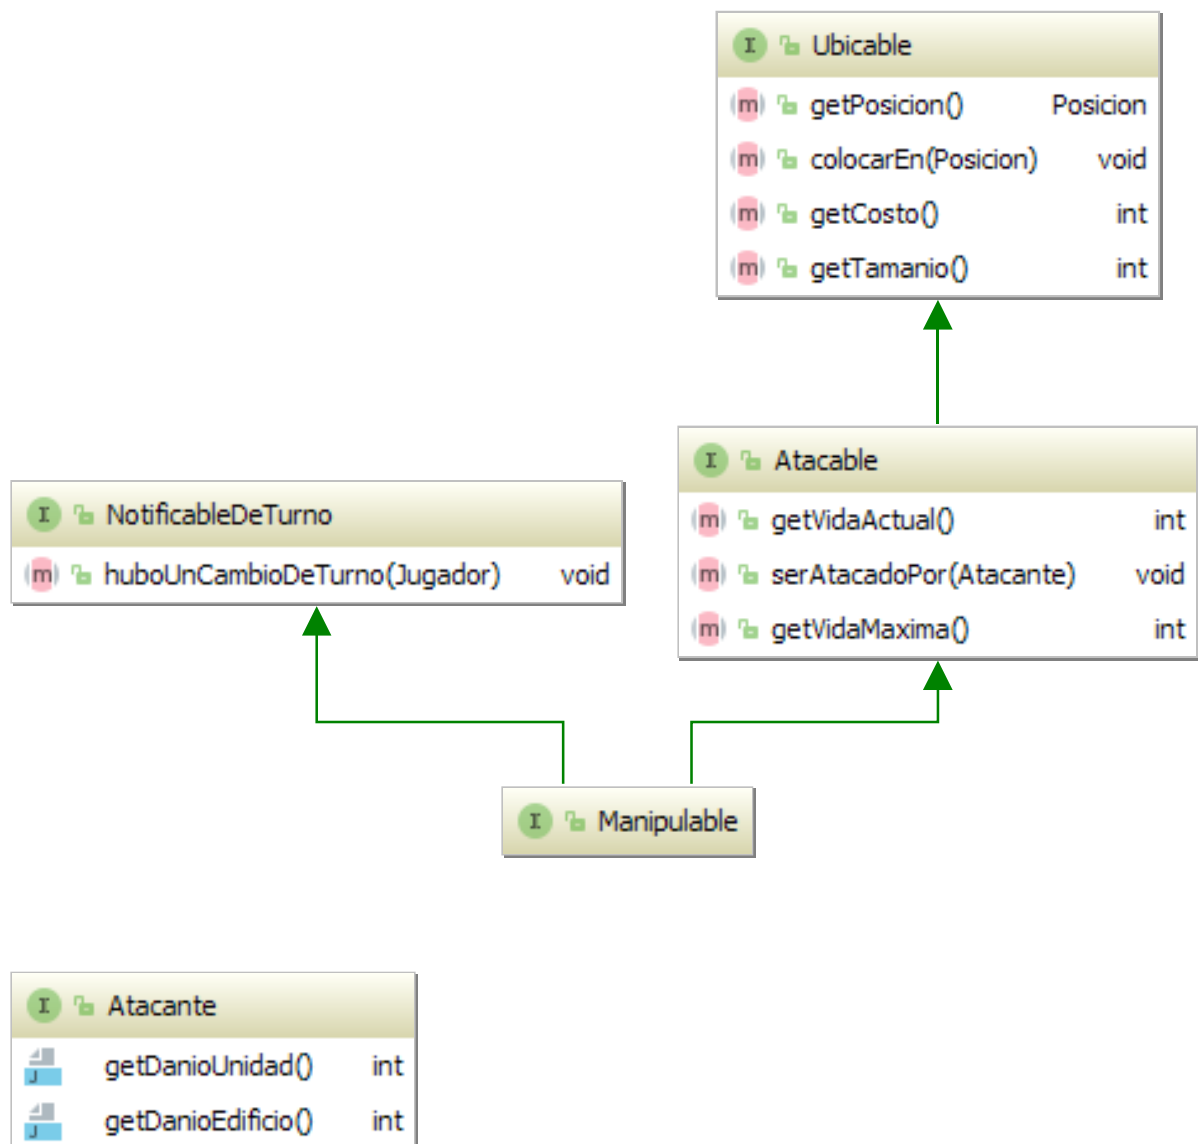 I Ubicable
m getPosicion() Posicion
m colocarEn(Posicion) void
m getCosto() int
m getTamanio() int
I Atacable
m getVidaActual() int
m serAtacadoPor(Atacante) void
m getVidaMaxima() int
I NotificableDeTurno
m huboUnCambioDeTurno(Jugador) void
I Manipulable
I Atacante
J getDanioUnidad() int
J getDanioEdificio() int